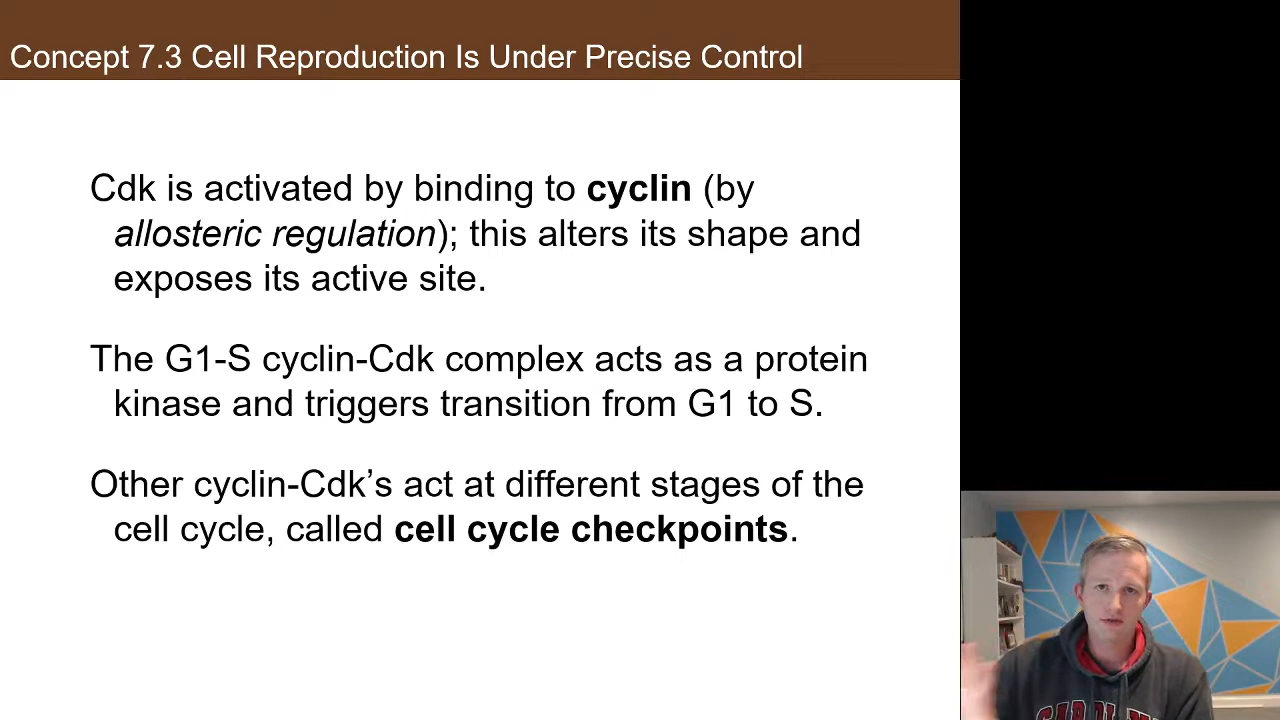 Concept 7.3 Cell Reproduction Is Under Precise Control
Cdk is activated by binding to cyclin (by
allosteric regulation); this alters its shape and
exposes its active site.
The G1-S cyclin-Cdk complex acts as a protein
kinase and triggers transition from G1 to S.
Other cyclin-Cdk’s act at different stages of the
cell cycle, called cell cycle checkpoints.